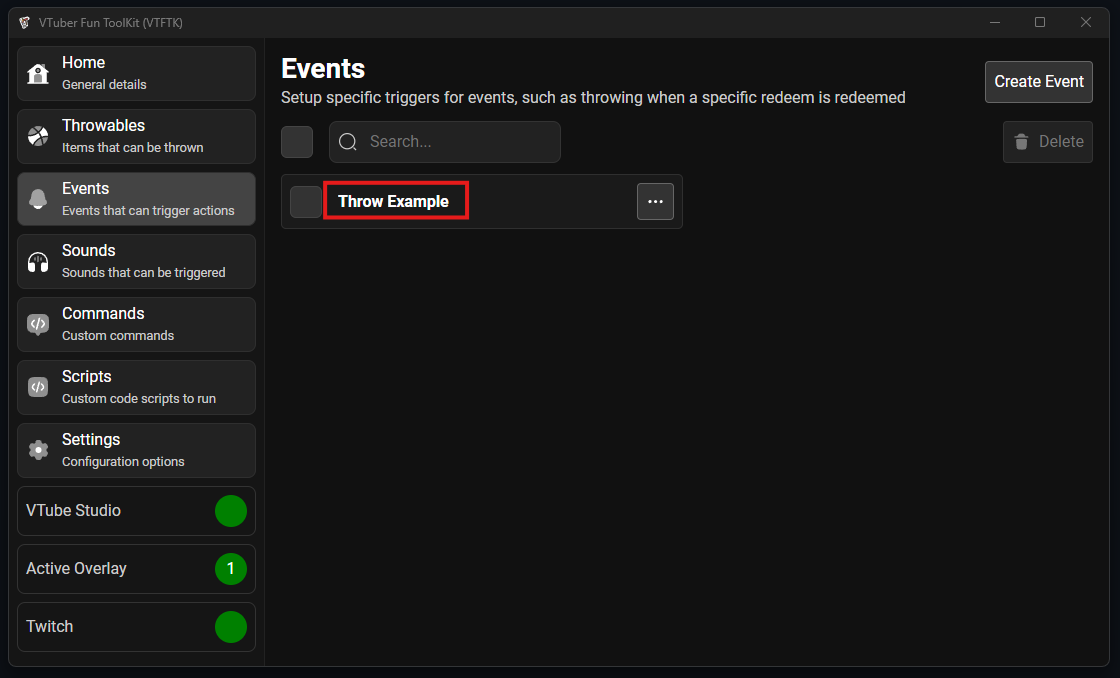 VTuber Fun ToolKit (VTFTK)
Home
General details
Throwables
Items that can be thrown
Events
Events that can trigger actions
Sounds
Sounds that can be triggered
Commands
Custom commands
Scripts
Custom code scripts to run
Settings
Configuration options
VTube Studio
Active Overlay 1
Twitch
Events
Setup specific triggers for events, such as throwing when a specific redeem is redeemed
Create Event
Search...
Delete
Throw Example